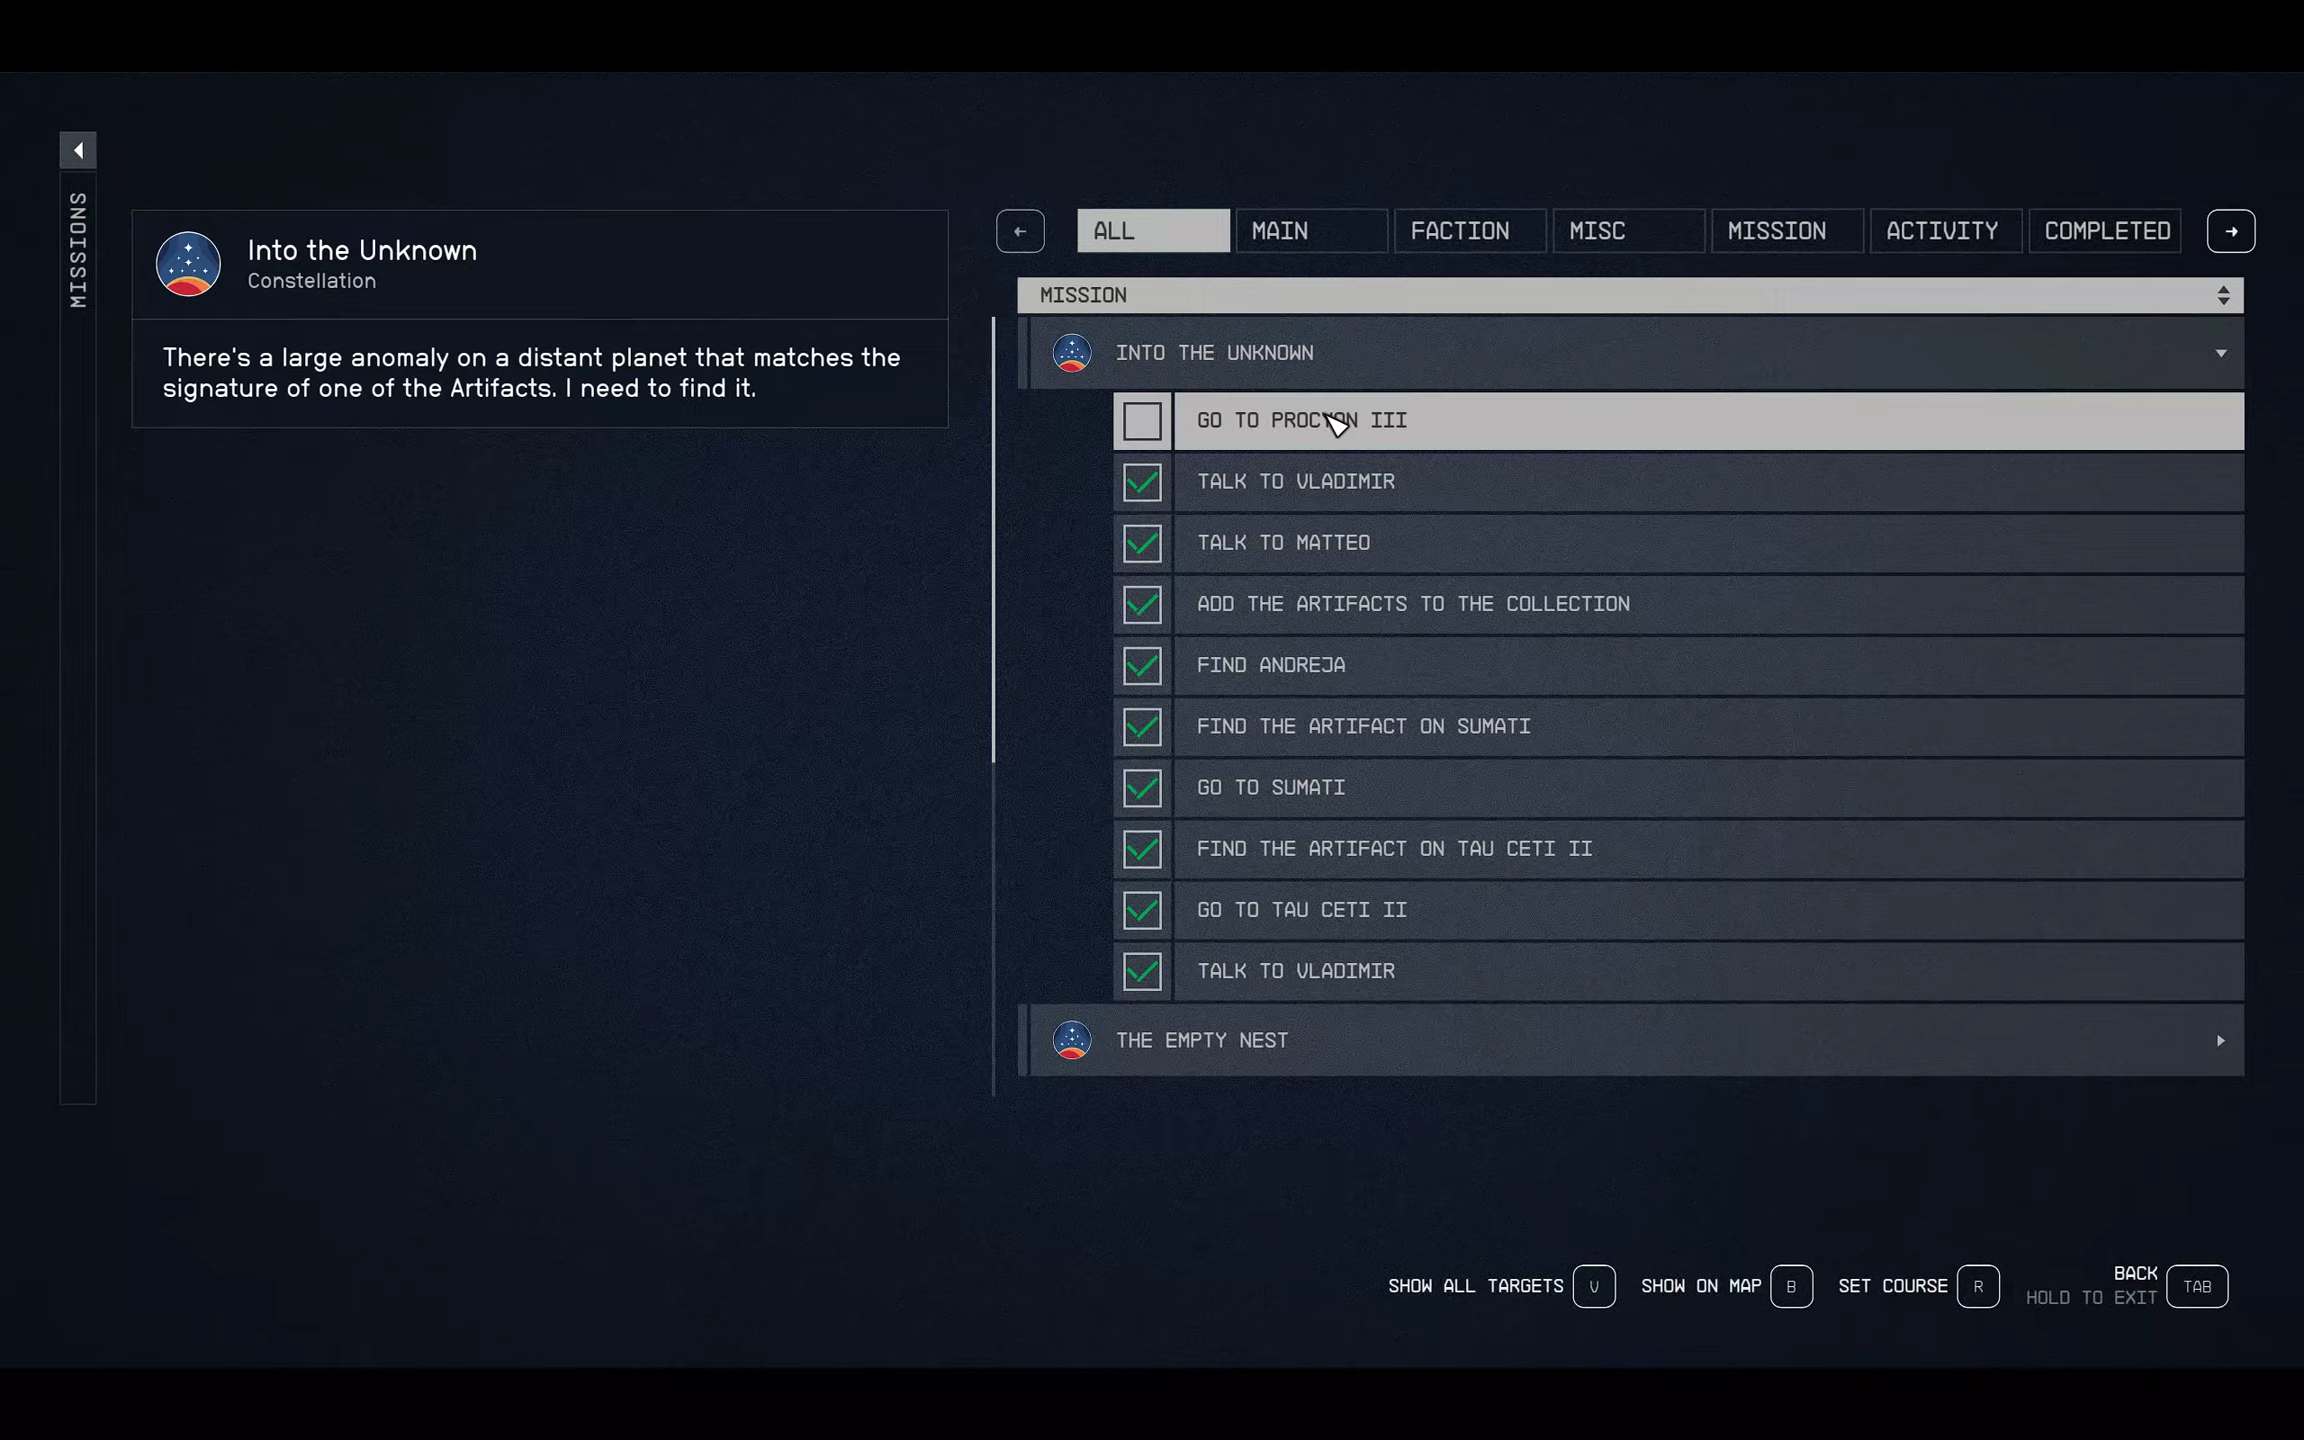 MISSIONS
Into the Unknown
Constellation
There's a large anomaly on a distant planet that matches the
signature of one of the Artifacts. I need to find it.
ALL MAIN FACTION MISC MISSION ACTIVITY COMPLETED
MISSION
INTO THE UNKNOWN
GO TO PROCYON III
TALK TO VLADIMIR
TALK TO MATTEO
ADD THE ARTIFACTS TO THE COLLECTION
FIND ANDREJA
FIND THE ARTIFACT ON SUMATI
GO TO SUMATI
FIND THE ARTIFACT ON TAU CETI II
GO TO TAU CETI II
TALK TO VLADIMIR
THE EMPTY NEST
SHOW ALL TARGETS V SHOW ON MAP B SET COURSE R BACK TAB
HOLD TO EXIT